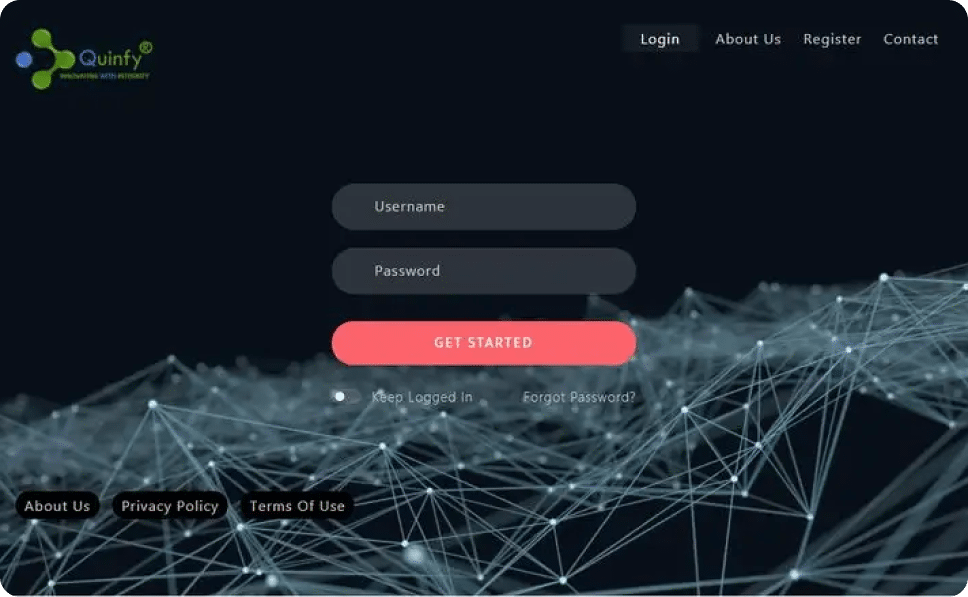 Quinfy®
INNOVATING WITH INTEGRITY
Login About Us Register Contact
Username
Password
GET STARTED
Keep Logged In Forgot Password?
About Us Privacy Policy Terms Of Use